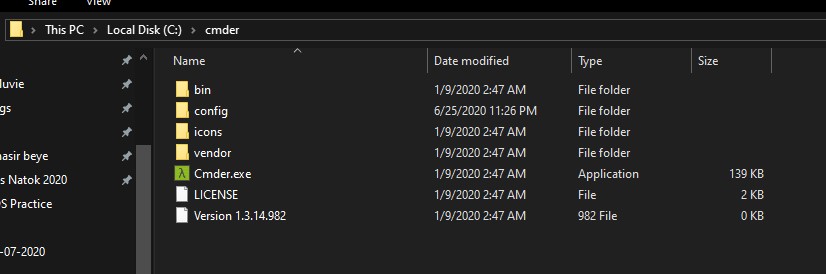 Share View
This PC > Local Disk (C:) > cmder
Name Date modified Type Size
bin 1/9/2020 2:47 AM File folder
config 6/25/2020 11:26 PM File folder
icons 1/9/2020 2:47 AM File folder
vendor 1/9/2020 2:47 AM File folder
Cmder.exe 1/9/2020 2:47 AM Application 139 KB
LICENSE 1/9/2020 2:47 AM File 2 KB
Version 1.3.14.982 1/9/2020 2:47 AM 982 File 0 KB
luvie
gs
nasir beye
s Natok 2020
OS Practice
-07-2020